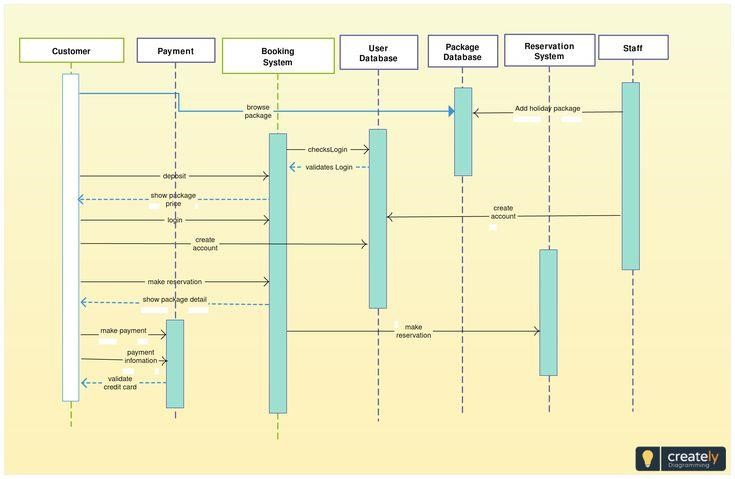 Customer
Payment
Booking
System
User
Database
Package
Database
Reservation
System
Staff
browse
package
Add holiday package
checksLogin
validates Login
deposit
show package
price
login
create
account
create
account
make reservation
show package detail
make payment
make
reservation
payment
infomation
validate
credit card
creately
Diagramming